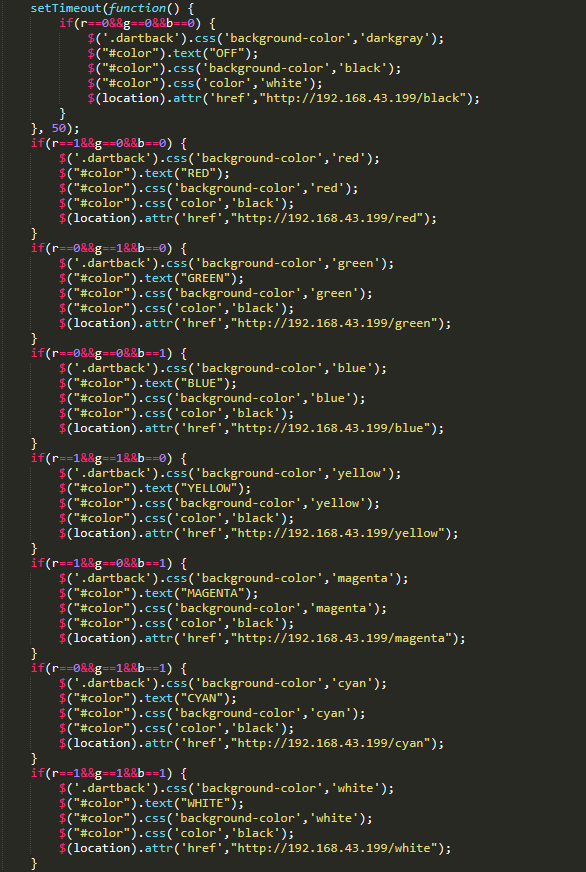 setTimeout(function() {
    if(r==0&&g==0&&b==0) {
        $('.dartback').css('background-color','darkgray');
        $("#color").text("OFF");
        $("#color").css('background-color','black');
        $("#color").css('color','white');
        $(location).attr('href',"http://192.168.43.199/black");
    }
}, 50);
if(r==1&&g==0&&b==0) {
    $('.dartback').css('background-color','red');
    $("#color").text("RED");
    $("#color").css('background-color','red');
    $("#color").css('color','black');
    $(location).attr('href',"http://192.168.43.199/red");
}
if(r==0&&g==1&&b==0) {
    $('.dartback').css('background-color','green');
    $("#color").text("GREEN");
    $("#color").css('background-color','green');
    $("#color").css('color','black');
    $(location).attr('href',"http://192.168.43.199/green");
}
if(r==0&&g==0&&b==1) {
    $('.dartback').css('background-color','blue');
    $("#color").text("BLUE");
    $("#color").css('background-color','blue');
    $("#color").css('color','black');
    $(location).attr('href',"http://192.168.43.199/blue");
}
if(r==1&&g==1&&b==0) {
    $('.dartback').css('background-color','yellow');
    $("#color").text("YELLOW");
    $("#color").css('background-color','yellow');
    $("#color").css('color','black');
    $(location).attr('href',"http://192.168.43.199/yellow");
}
if(r==1&&g==0&&b==1) {
    $('.dartback').css('background-color','magenta');
    $("#color").text("MAGENTA");
    $("#color").css('background-color','magenta');
    $("#color").css('color','black');
    $(location).attr('href',"http://192.168.43.199/magenta");
}
if(r==0&&g==1&&b==1) {
    $('.dartback').css('background-color','cyan');
    $("#color").text("CYAN");
    $("#color").css('background-color','cyan');
    $("#color").css('color','black');
    $(location).attr('href',"http://192.168.43.199/cyan");
}
if(r==1&&g==1&&b==1) {
    $('.dartback').css('background-color','white');
    $("#color").text("WHITE");
    $("#color").css('background-color','white');
    $("#color").css('color','black');
    $(location).attr('href',"http://192.168.43.199/white");
}